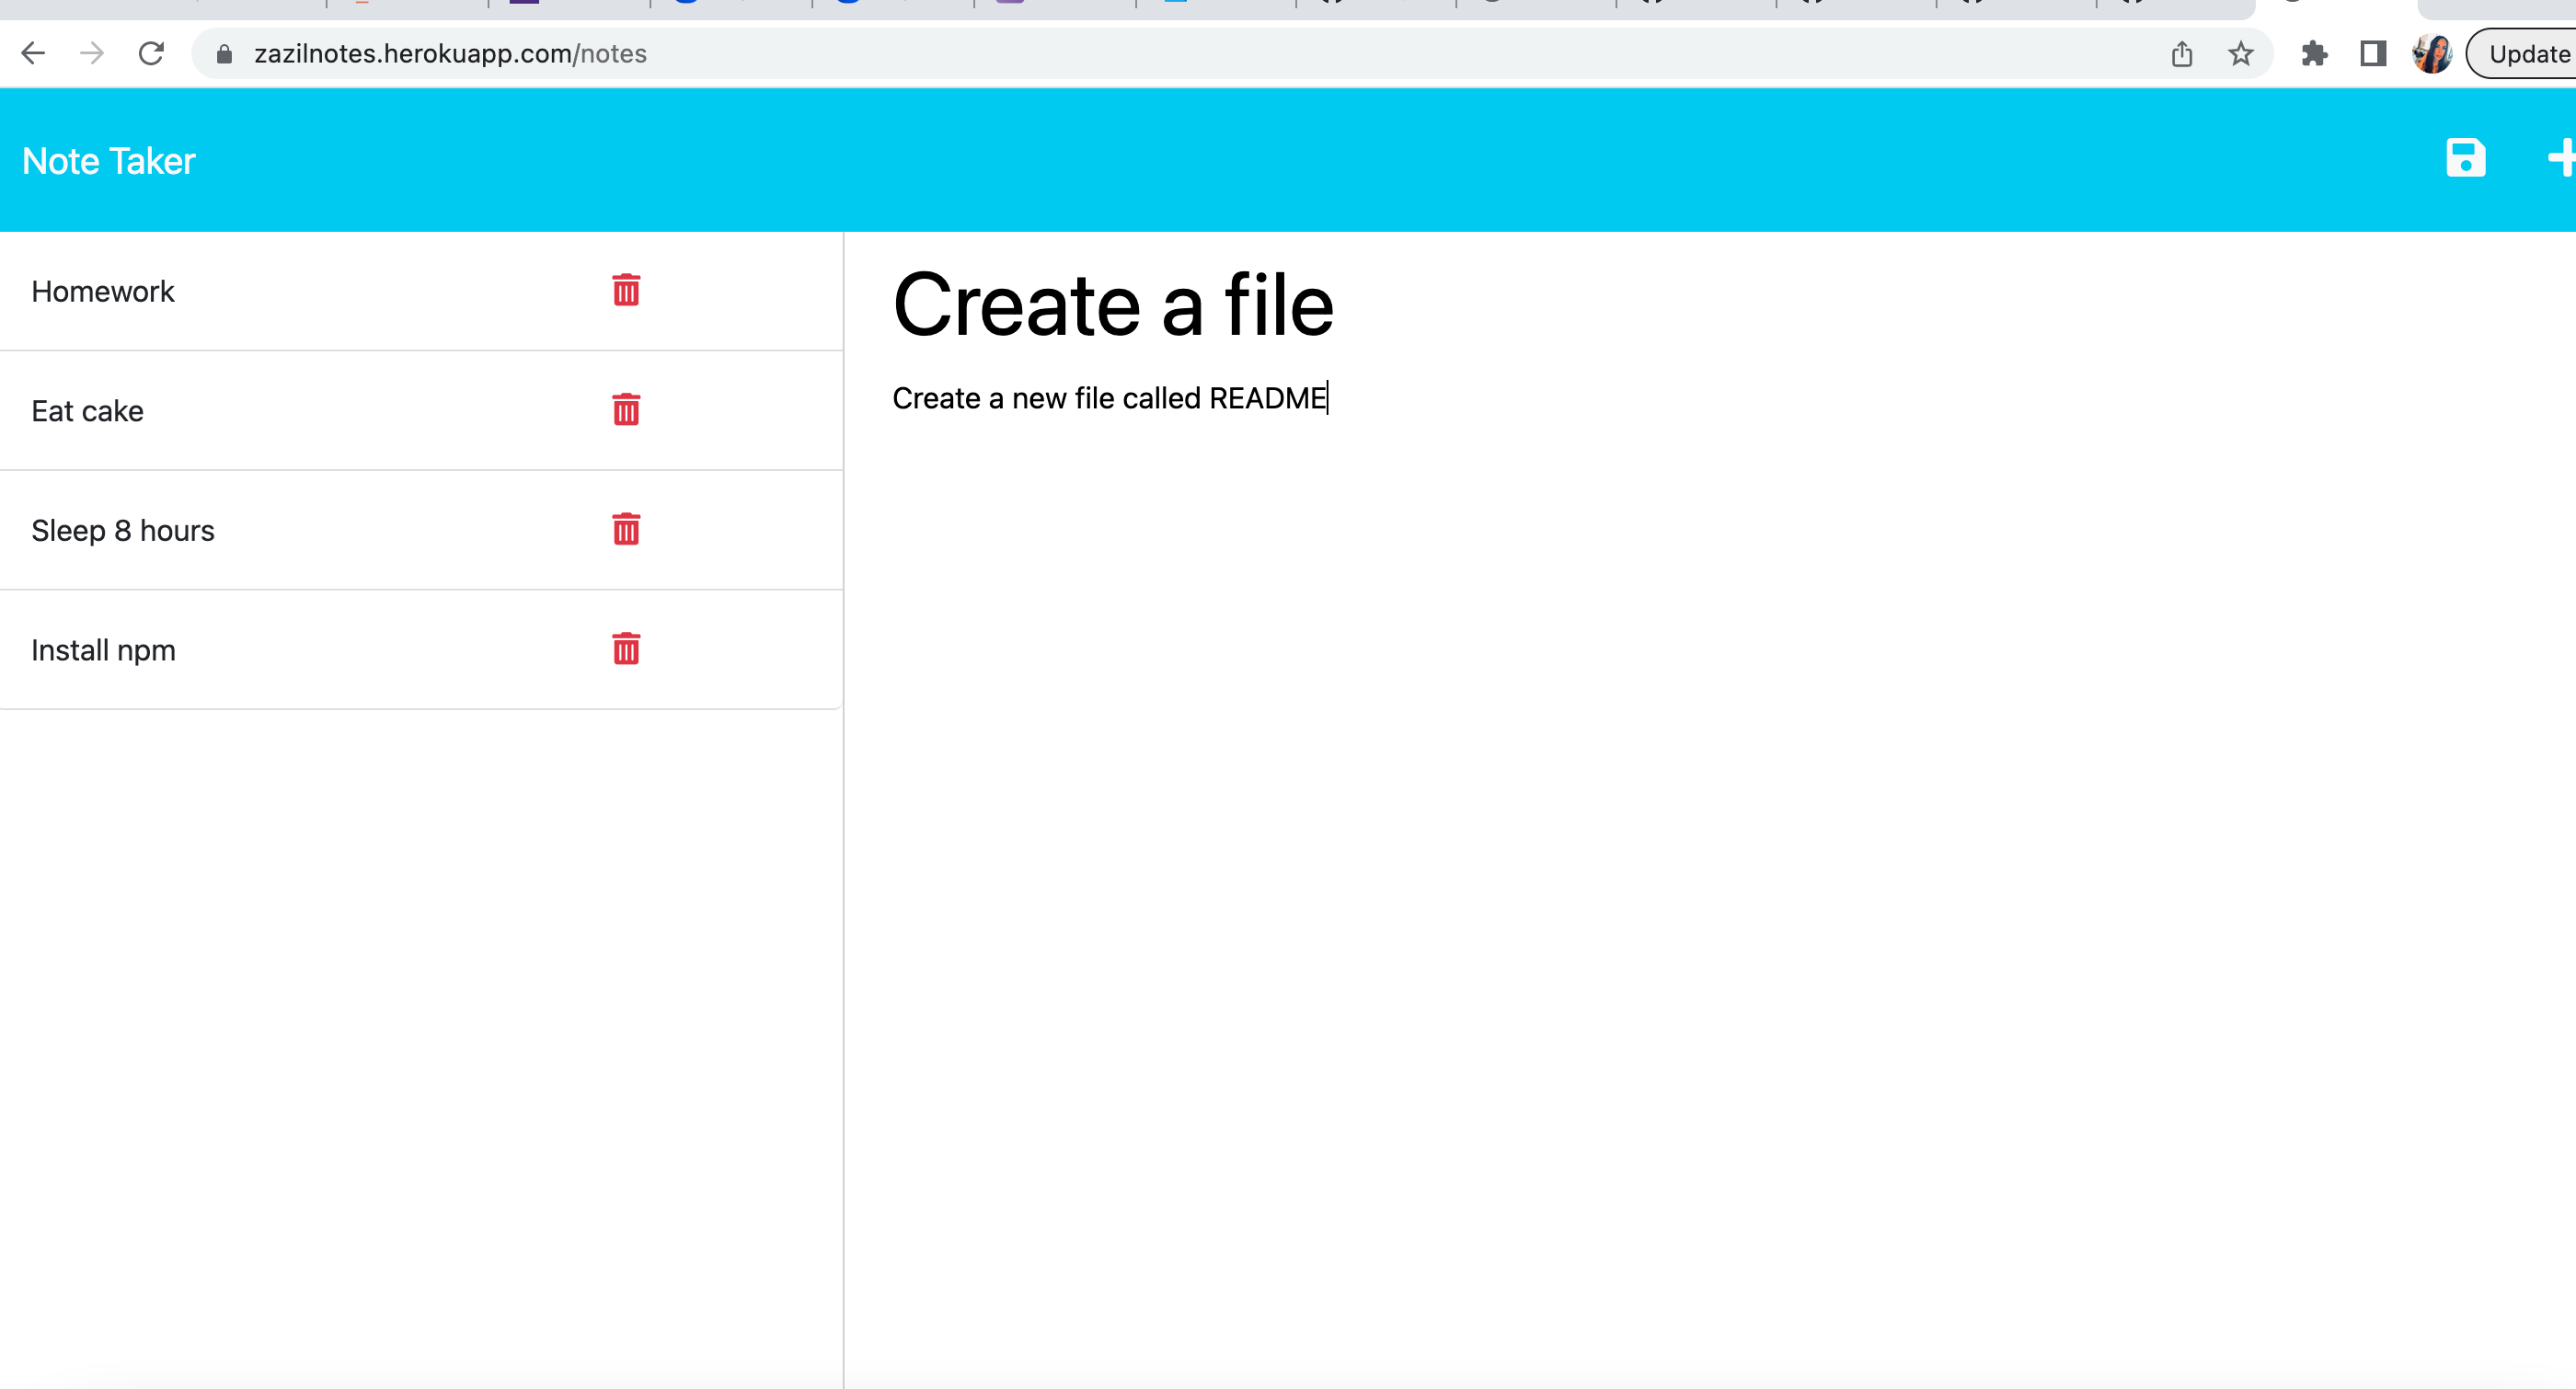 zazilnotes.herokuapp.com/notes
Update
Note Taker
Homework
Eat cake
Sleep 8 hours
Install npm
Create a file
Create a new file called README